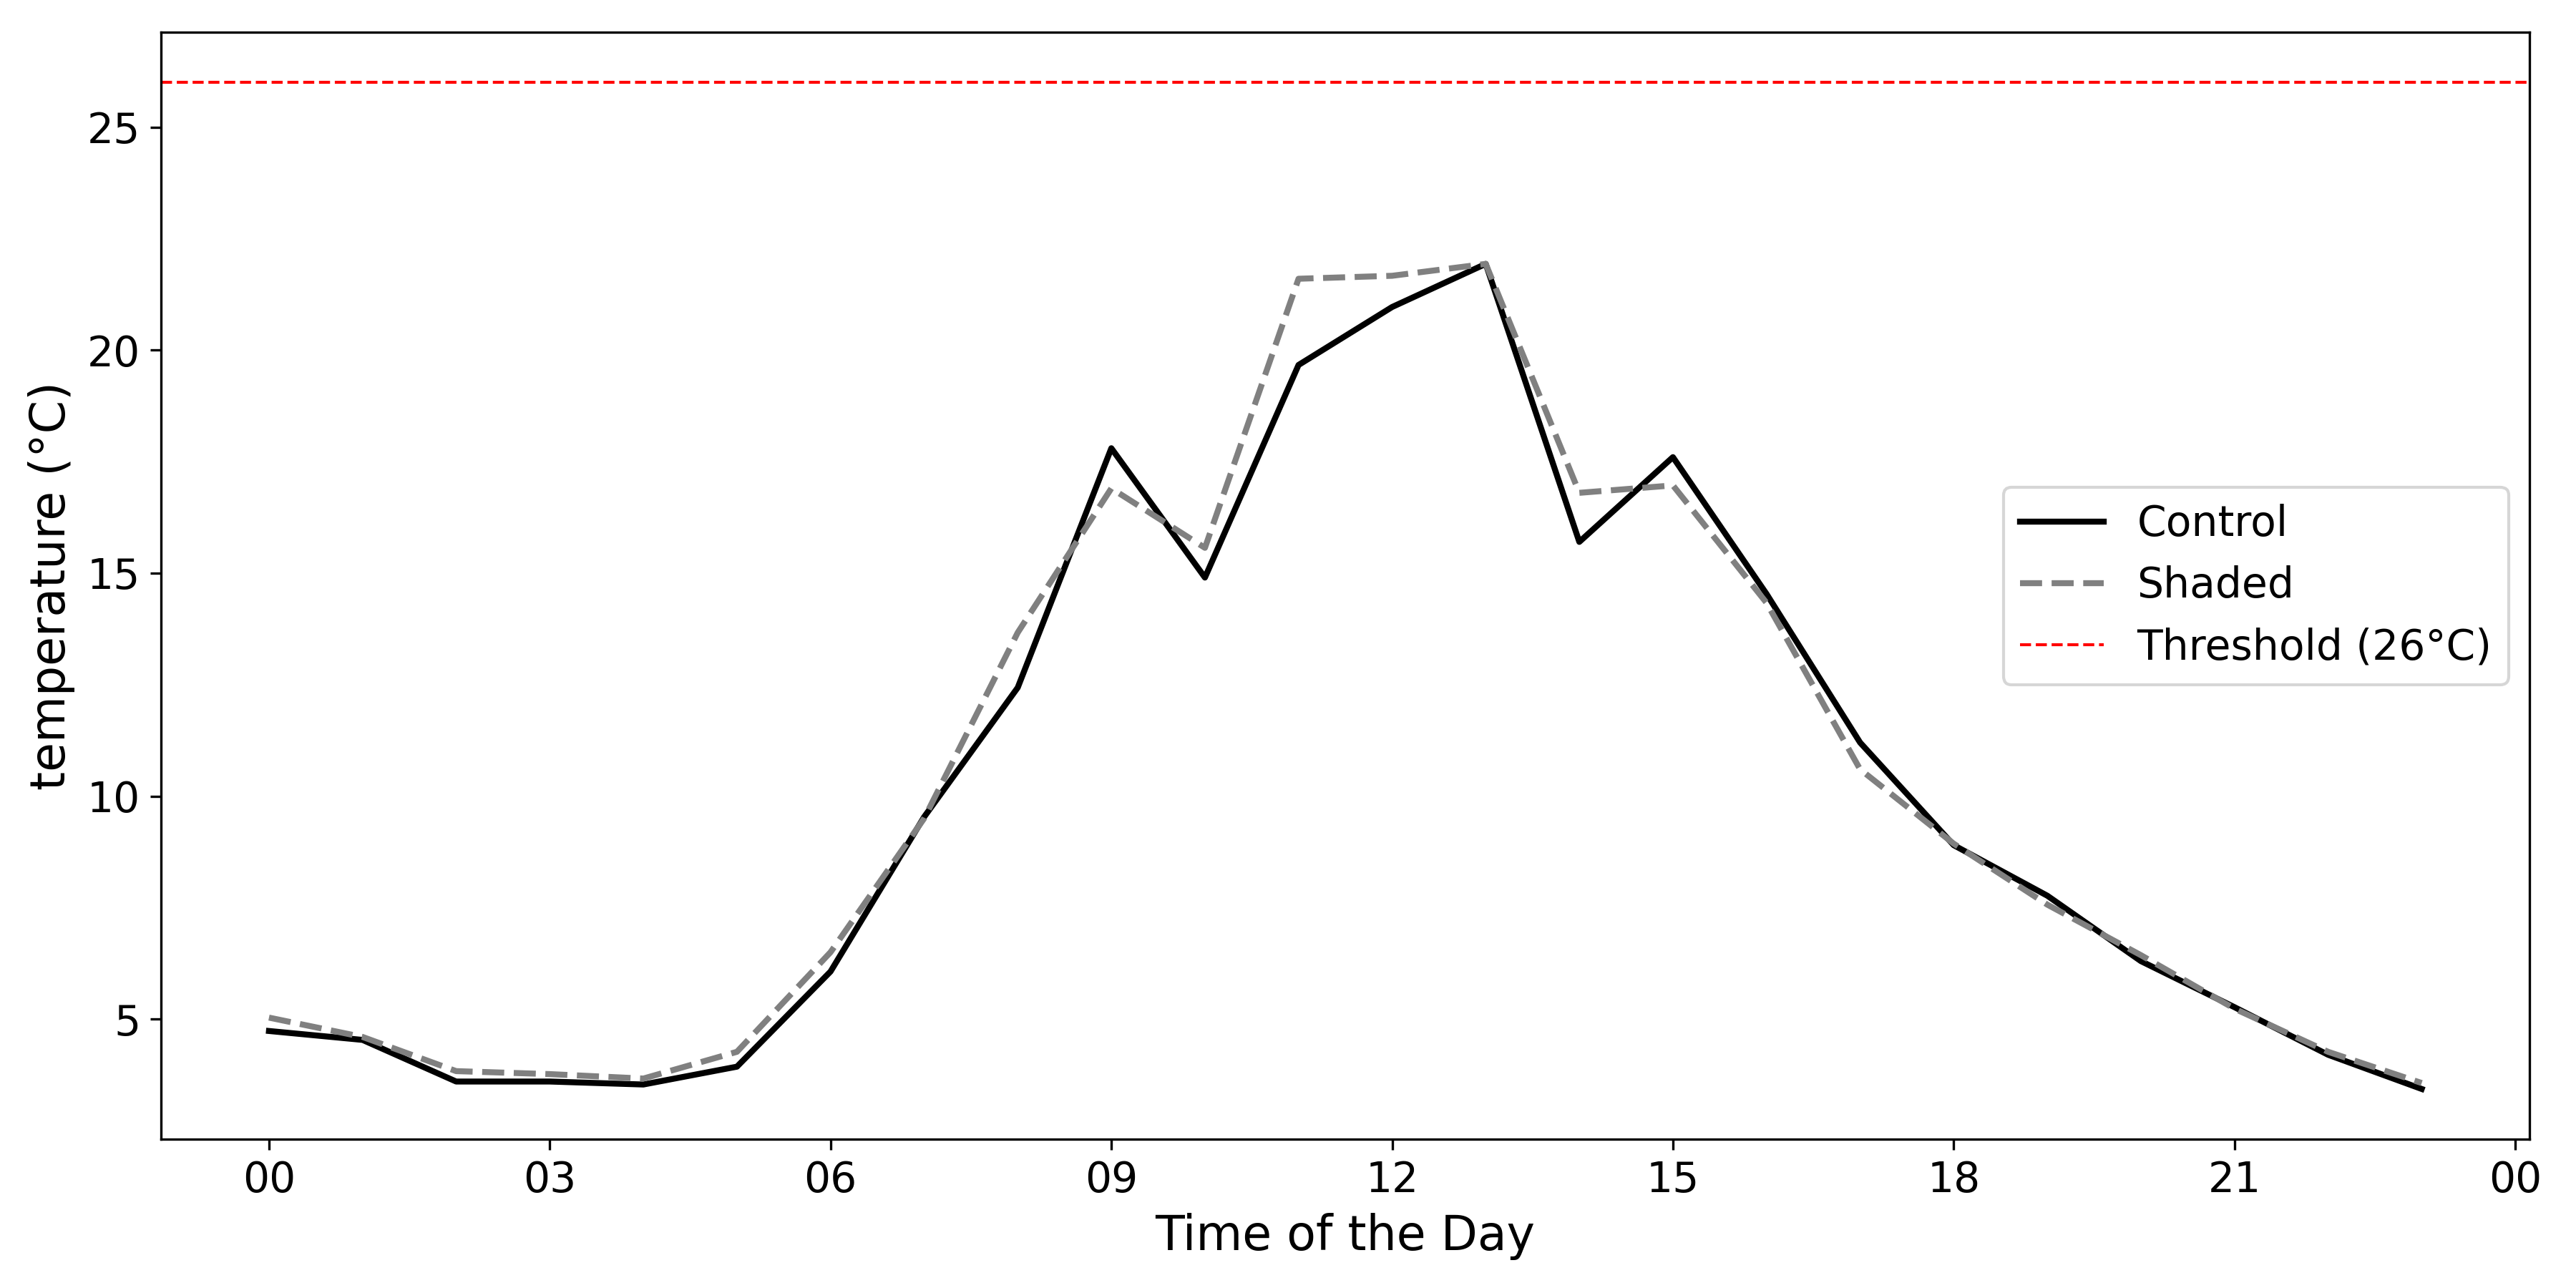 25
20
15
10
5
temperature (°C)
Control
Shaded
Threshold (26°C)
00 03 06 09 12 15 18 21 00
Time of the Day